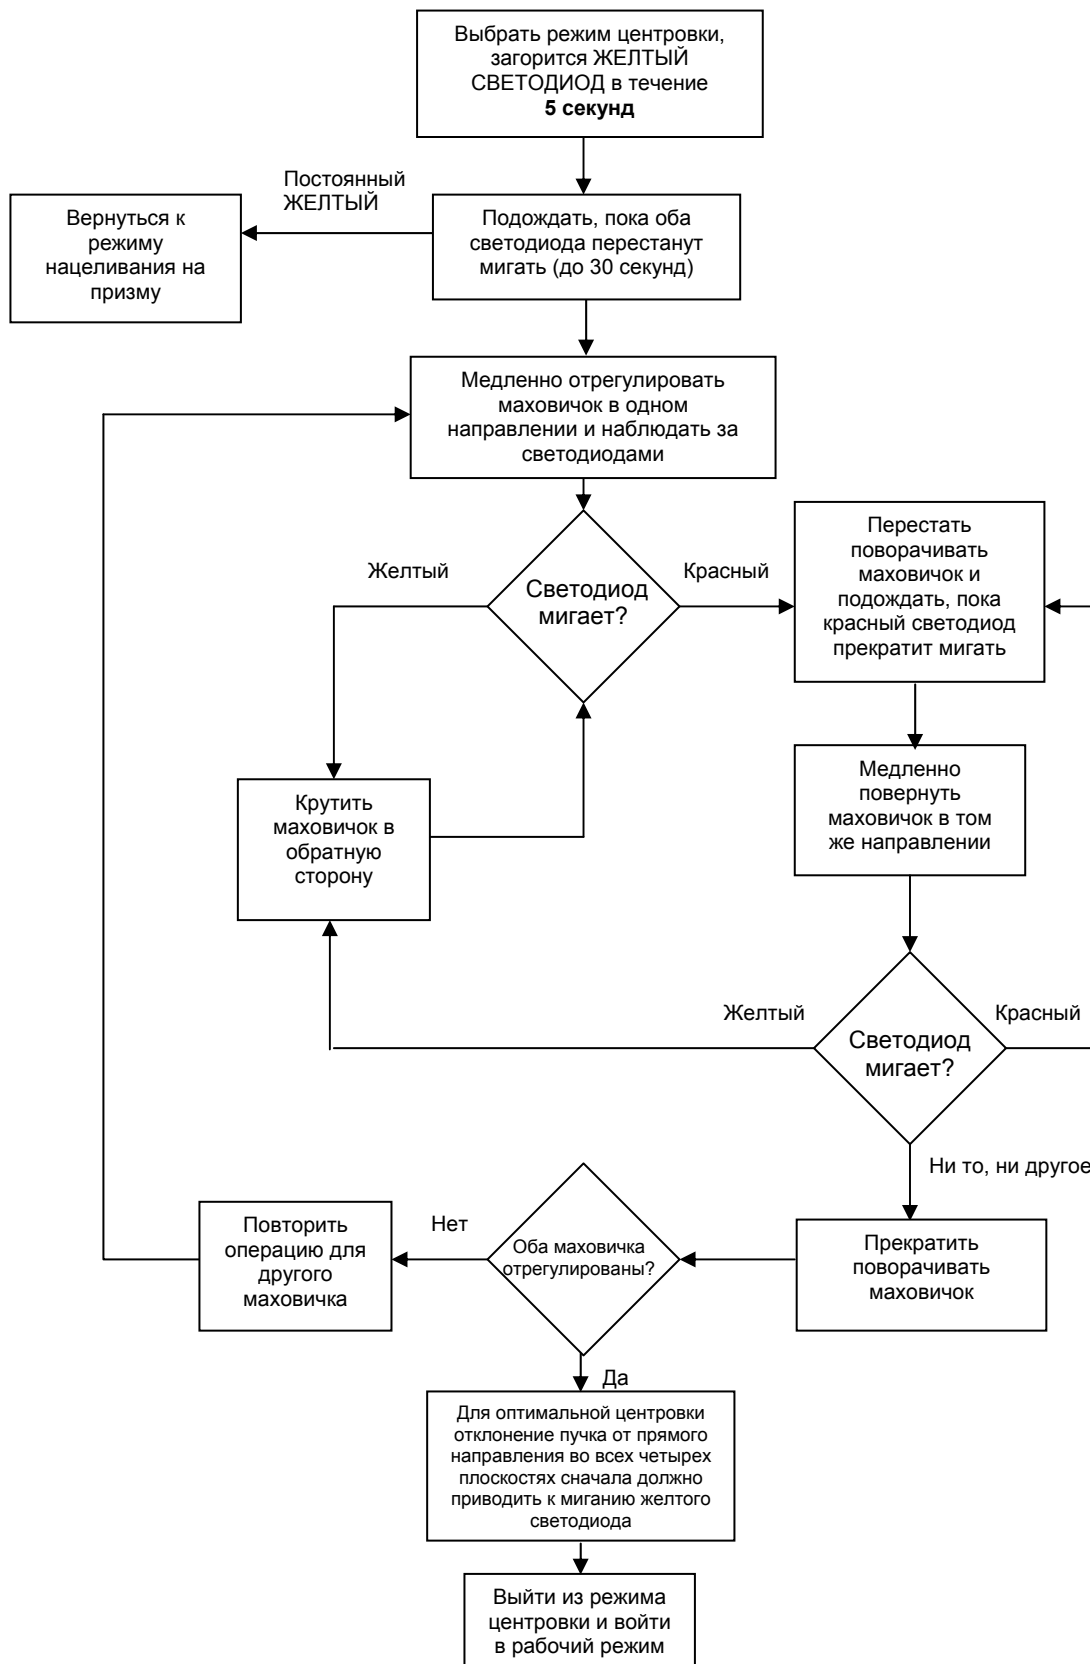 Выбрать режим центровки,
загорится ЖЕЛТЫЙ
СВЕТОДИОД в течение
5 секунд
Постоянный
ЖЕЛТЫЙ
Вернуться к
режиму
нацеливания на
призму
Подождать, пока оба
светодиода перестанут
мигать (до 30 секунд)
Медленно отрегулировать
маховичок в одном
направлении и наблюдать за
светодиодами
Желтый
Светодиод
мигает?
Красный
Перестать
поворачивать
маховичок и
подождать, пока
красный светодиод
прекратит мигать
Крутить
маховичок в
обратную
сторону
Медленно
повернуть
маховичок в том
же направлении
Желтый
Светодиод
мигает?
Красный
Ни то, ни другое
Повторить
операцию для
другого
маховичка
Нет
Оба маховичка
отрегулированы?
Прекратить
поворачивать
маховичок
Да
Для оптимальной центровки
отклонение пучка от прямого
направления во всех четырех
плоскостях сначала должно
приводить к миганию желтого
светодиода
Выйти из режима
центровки и войти
в рабочий режим